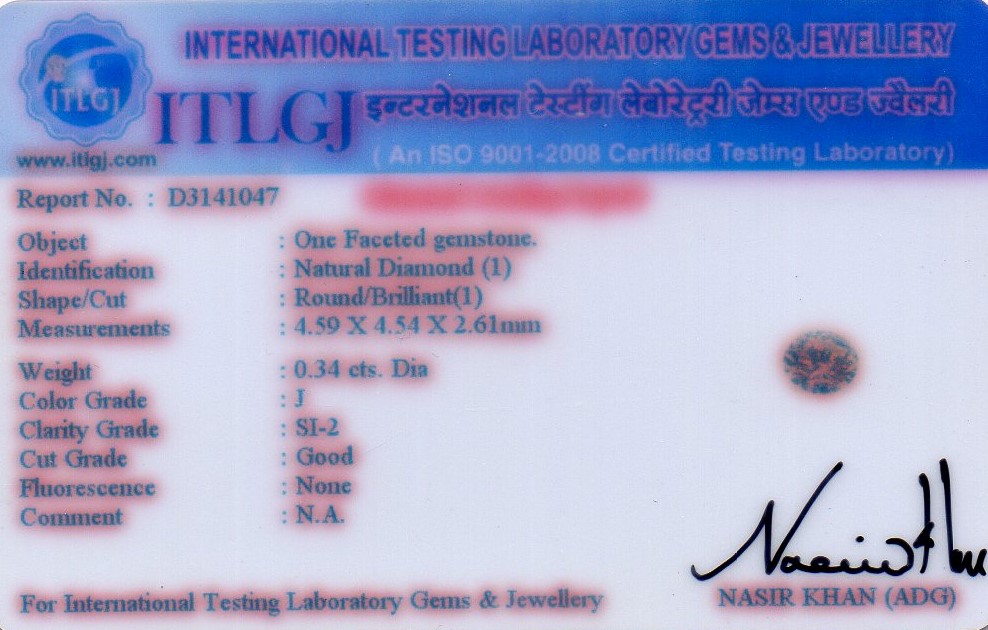 INTERNATIONAL TESTING LABORATORY GEMS & JEWELLERY
ITLGJ
ITLGJ इन्टरनेशनल टेस्टींग लेबोरेट्ररी जेम्स एण्ड ज्वैलरी
www.itlgj.com
( An ISO 9001-2008 Certified Testing Laboratory)
Report No. : D3141047
Object : One Faceted gemstone.
Identification : Natural Diamond (1)
Shape/Cut : Round/Brilliant(1)
Measurements : 4.59 X 4.54 X 2.61mm
Weight : 0.34 cts. Dia
Color Grade : J
Clarity Grade : SI-2
Cut Grade : Good
Fluorescence : None
Comment : N.A.
For International Testing Laboratory Gems & Jewellery
NASIR KHAN (ADG)